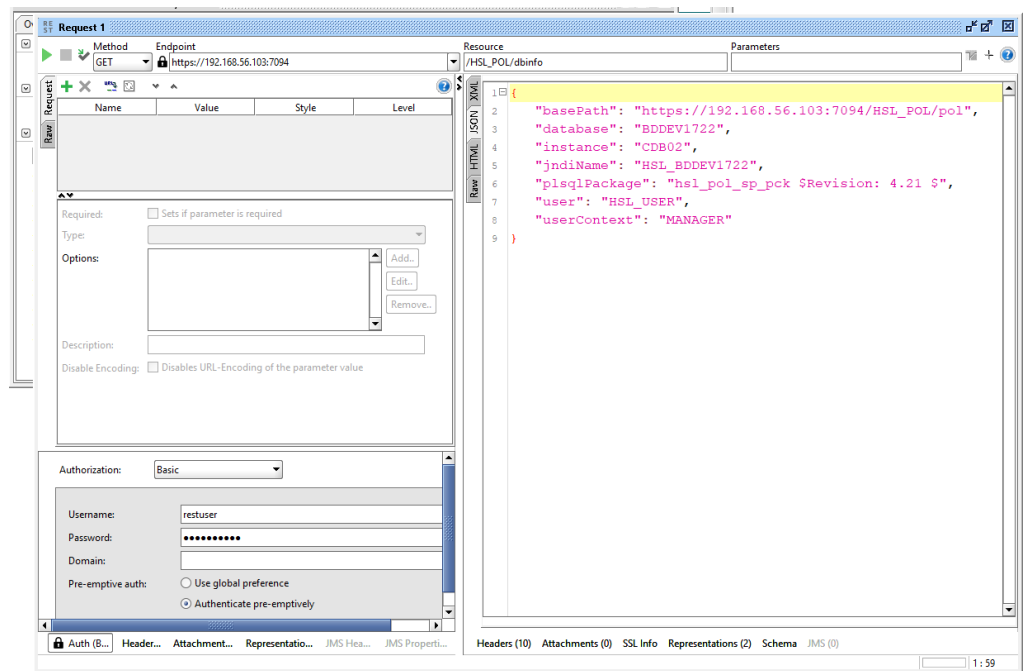 Ov
RE
ST
Request 1
Method
Endpoint
Resource
Parameters
GET
https://192.168.56.103:7094
/HSL_POL/dbinfo
Request
Raw
Name Value Style Level
Required: Sets if parameter is required
Type:
Options:
Add..
Edit..
Remove..
Description:
Disable Encoding: Disables URL-Encoding of the parameter value
Authorization: Basic
Username: restuser
Password: ●●●●●●●●●●
Domain:
Pre-emptive auth: Use global preference
Authenticate pre-emptively
Auth (B... Header... Attachment... Representatio... JMS Hea... JMS Properti...
XML
JSON
HTML
Raw
1 {
2 "basePath": "https://192.168.56.103:7094/HSL_POL/pol",
3 "database": "BDDEV1722",
4 "instance": "CDB02",
5 "jndiName": "HSL_BDDEV1722",
6 "plsqlPackage": "hsl_pol_sp_pck $Revision: 4.21 $",
7 "user": "HSL_USER",
8 "userContext": "MANAGER"
9 }
Headers (10) Attachments (0) SSL Info Representations (2) Schema JMS (0)
1 : 59